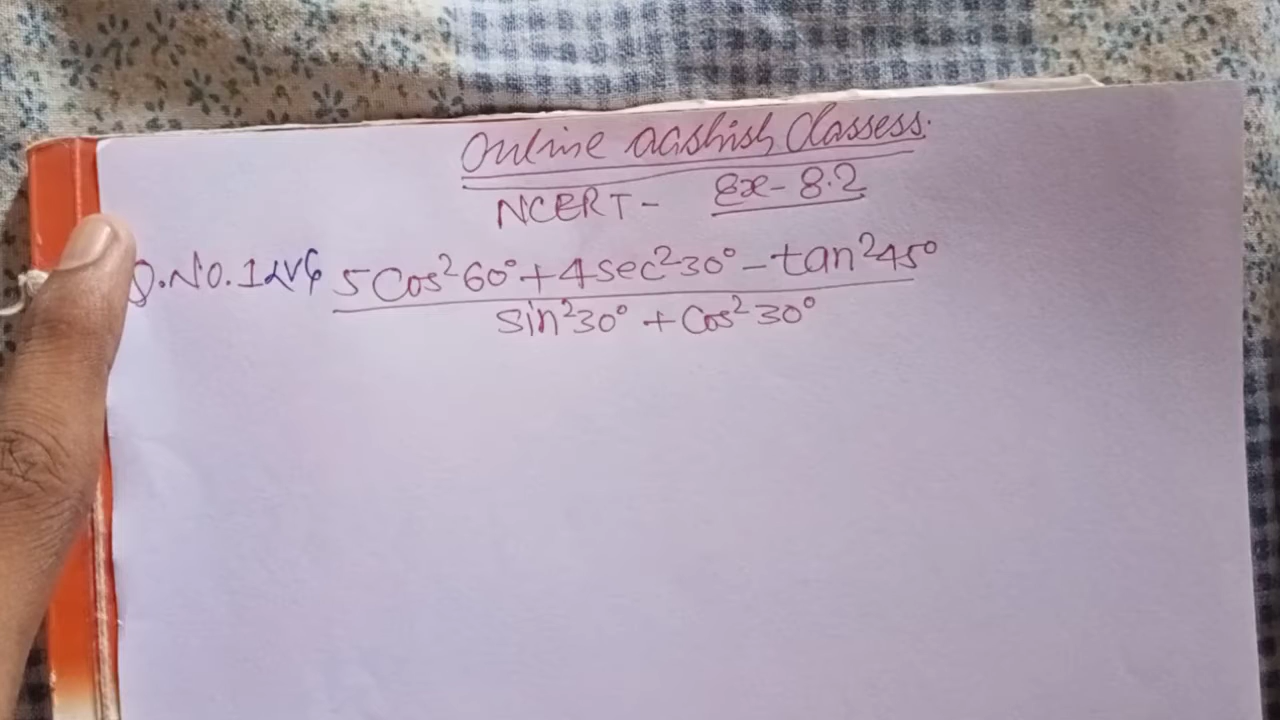 Online Aashish Classess.
NCERT- Ex-8.2
Q.No.1 5Cos²60°+4sec²30°-tan²45°
sin²30°+Cos²30°